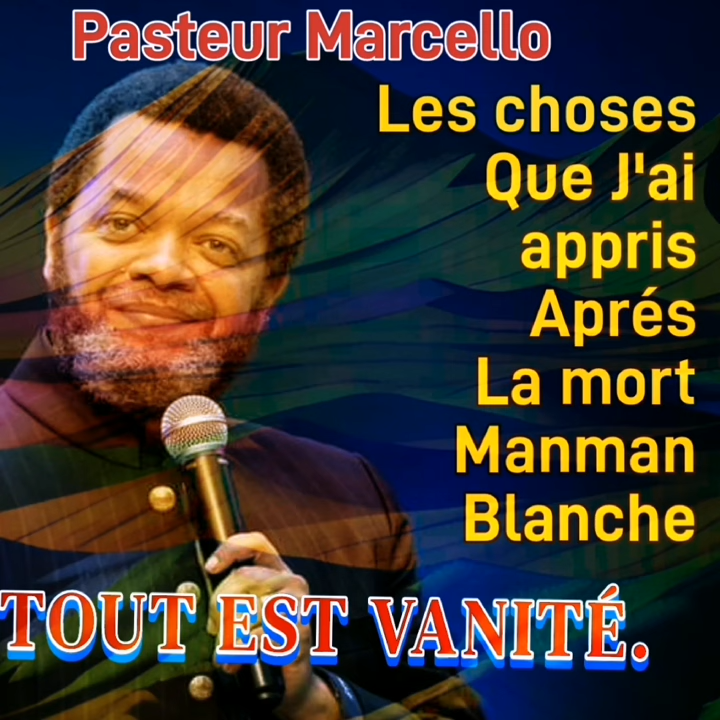 Pasteur Marcello
Les choses
Que J'ai
appris
Aprés
La mort
Manman
Blanche
TOUT EST VANITÉ.